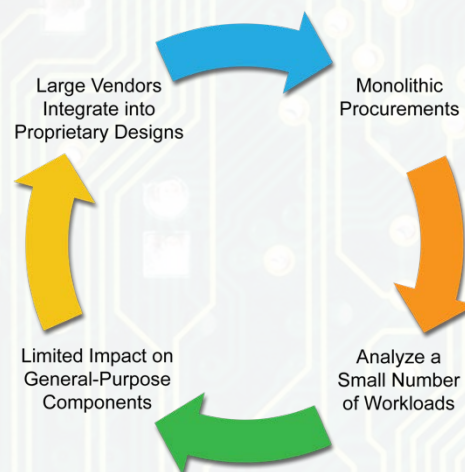 Large Vendors
Integrate into
Proprietary Designs
Monolithic
Procurements
Analyze a
Small Number
of Workloads
Limited Impact on
General-Purpose
Components